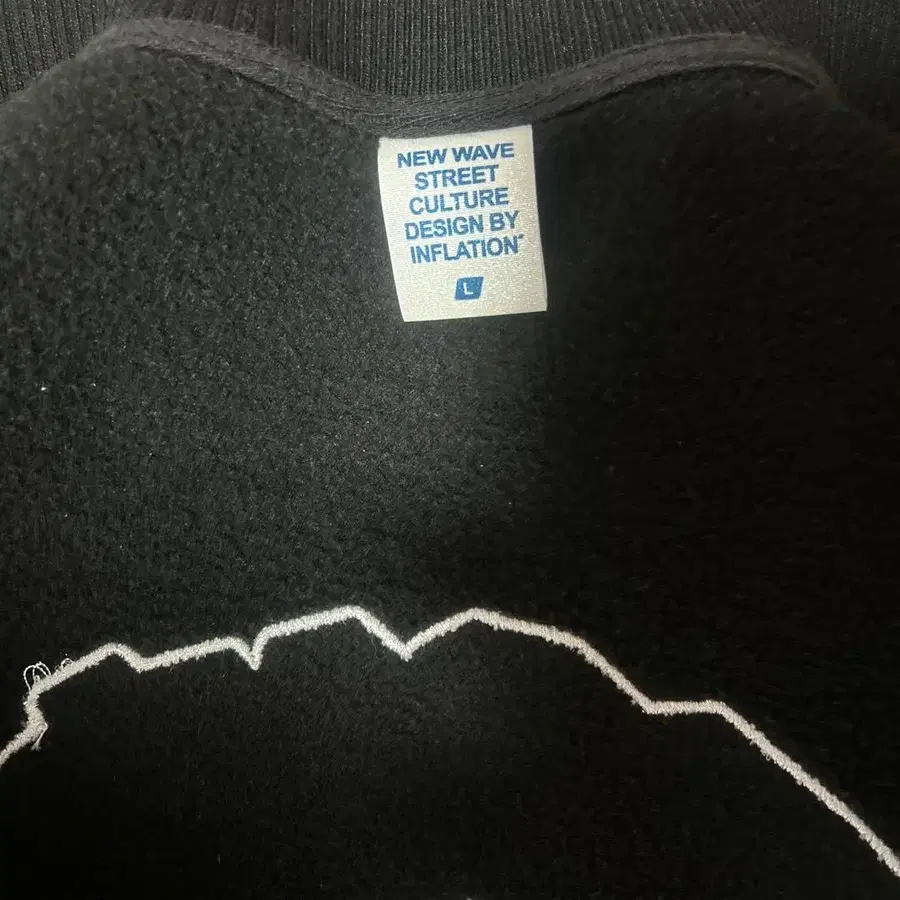 NEW WAVE
STREET
CULTURE
DESIGN BY
INFLATION
L